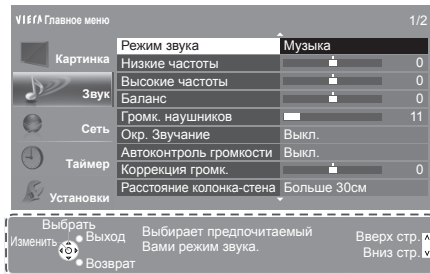 VIERA Главное меню 1/2
Картинка
Звук
Сеть
Таймер
Установки
Режим звука Музыка
Низкие частоты 0
Высокие частоты 0
Баланс 0
Громк. наушников 11
Окр. Звучание Выкл.
Автоконтроль громкости Выкл.
Коррекция громк. 0
Расстояние колонка-стена Больше 30см
Выбрать
Изменить
Выход
Возврат
Выбирает предпочитаемый
Вами режим звука.
Вверх стр.
Вниз стр.